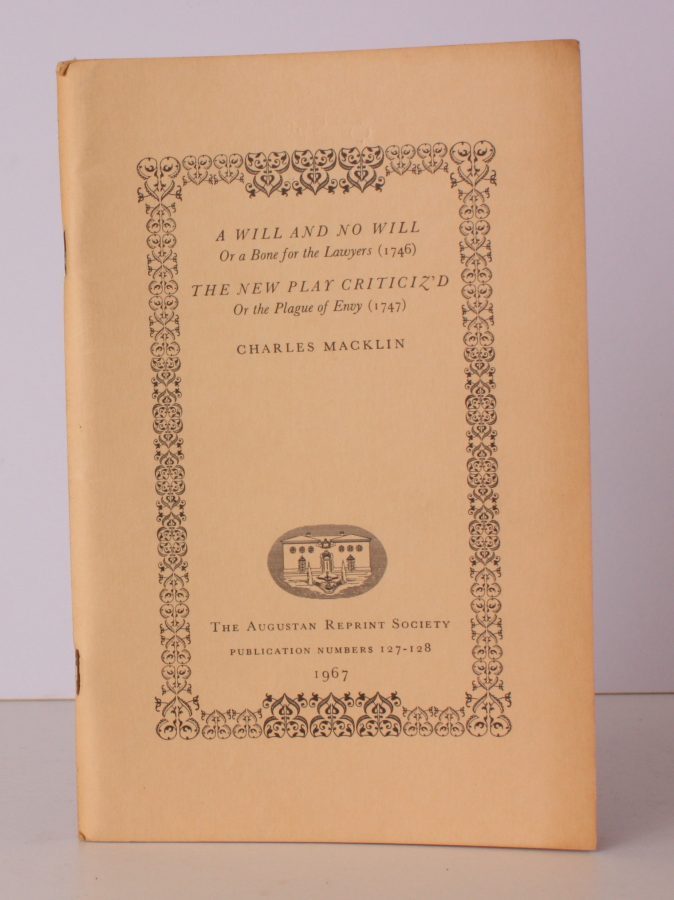 A WILL AND NO WILL
Or a Bone for the Lawyers (1746)
THE NEW PLAY CRITICIZ'D
Or the Plague of Envy (1747)
CHARLES MACKLIN
THE AUGUSTAN REPRINT SOCIETY
PUBLICATION NUMBERS 127-128
1967